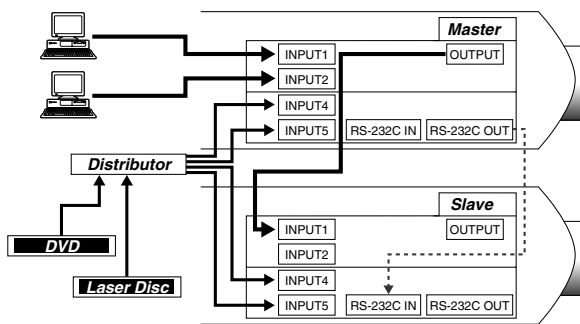 Master
INPUT1
OUTPUT
INPUT2
INPUT4
INPUT5
RS-232C IN
RS-232C OUT
Distributor
DVD
Laser Disc
Slave
INPUT1
OUTPUT
INPUT2
INPUT4
INPUT5
RS-232C IN
RS-232C OUT